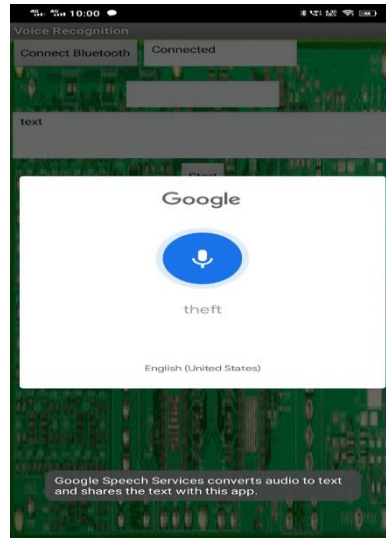 10:00
Voice Recognition
Connect Bluetooth
Connected
text
Start
Google
theft
English (United States)
Google Speech Services converts audio to text
and shares the text with this app.